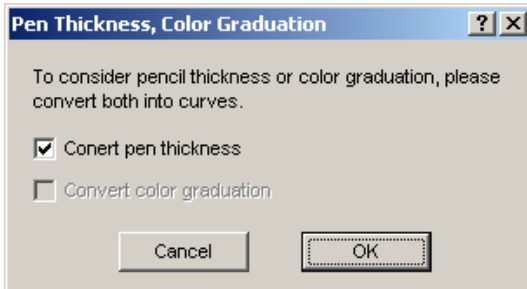 Pen Thickness, Color Graduation
To consider pencil thickness or color graduation, please
convert both into curves.
Conert pen thickness
Convert color graduation
Cancel OK